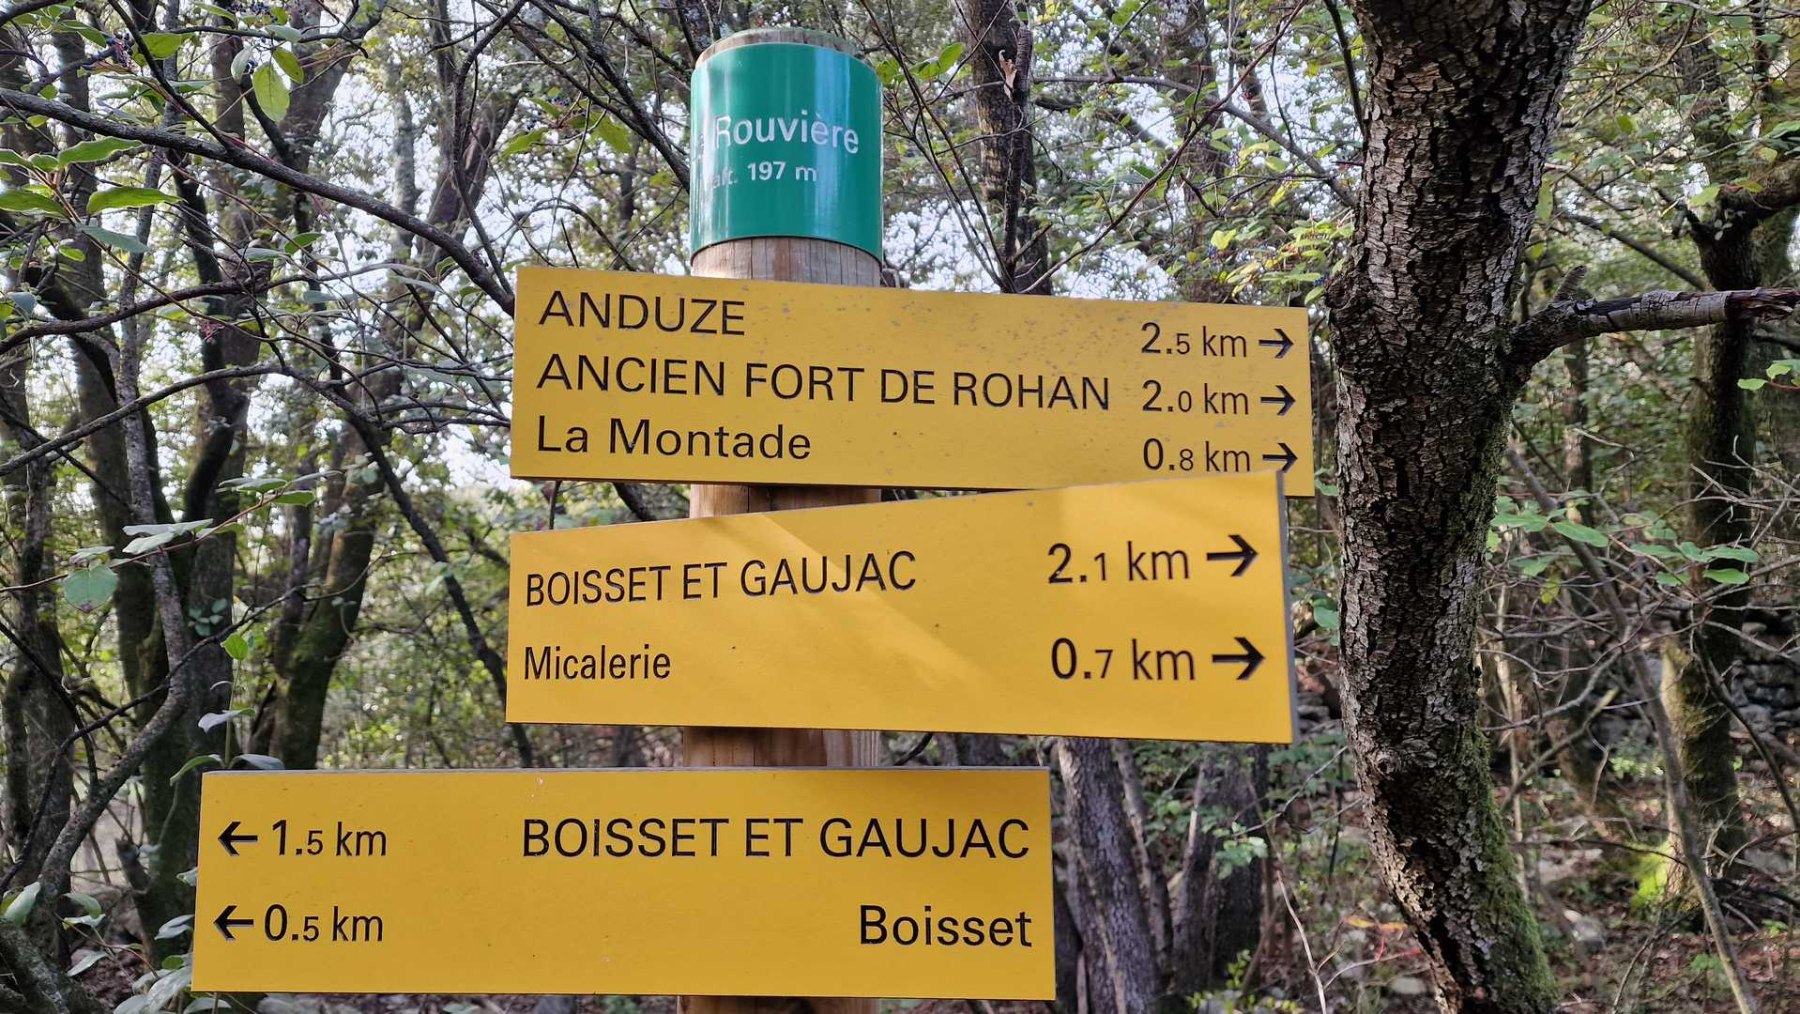 Rouvière
alt. 197 m
ANDUZE 2.5 km →
ANCIEN FORT DE ROHAN 2.0 km →
La Montade 0.8 km →
BOISSET ET GAUJAC 2.1 km →
Micalerie 0.7 km →
← 1.5 km BOISSET ET GAUJAC
← 0.5 km Boisset